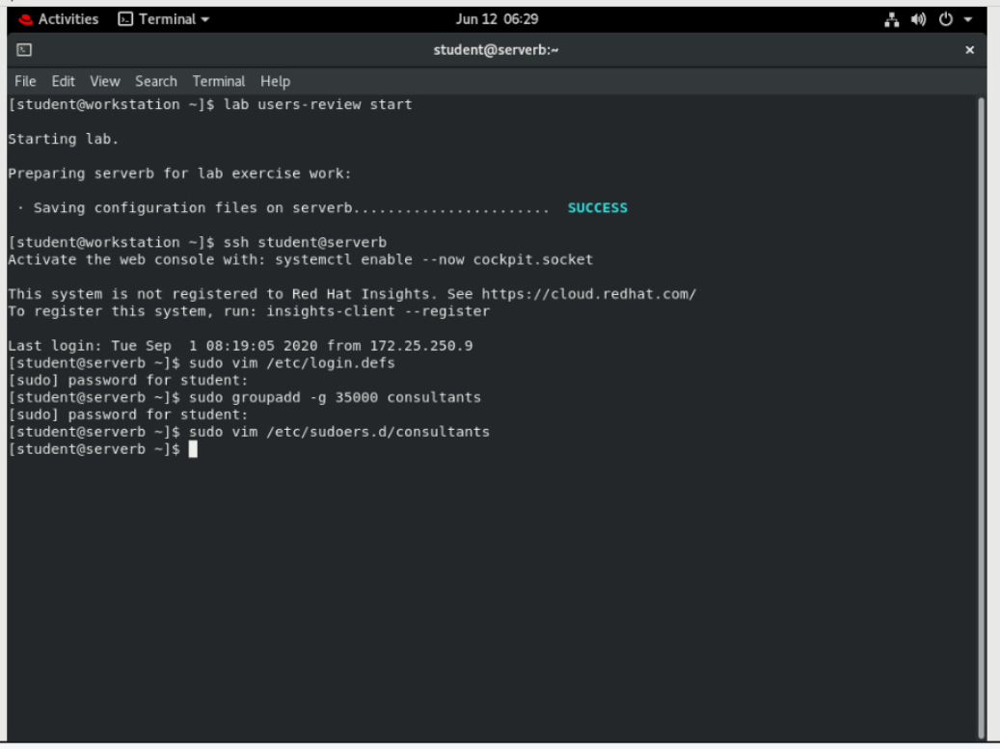 Activities Terminal Jun 12 06:29
student@serverb:~ ×
File Edit View Search Terminal Help
[student@workstation ~]$ lab users-review start
Starting lab.
Preparing serverb for lab exercise work:
· Saving configuration files on serverb....................... SUCCESS
[student@workstation ~]$ ssh student@serverb
Activate the web console with: systemctl enable --now cockpit.socket
This system is not registered to Red Hat Insights. See https://cloud.redhat.com/
To register this system, run: insights-client --register
Last login: Tue Sep  1 08:19:05 2020 from 172.25.250.9
[student@serverb ~]$ sudo vim /etc/login.defs
[sudo] password for student:
[student@serverb ~]$ sudo groupadd -g 35000 consultants
[sudo] password for student:
[student@serverb ~]$ sudo vim /etc/sudoers.d/consultants
[student@serverb ~]$